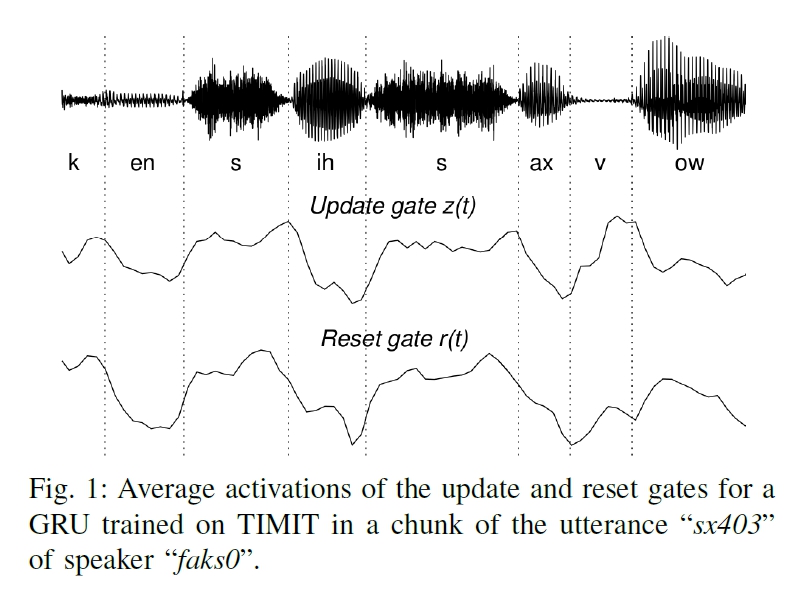 k en s ih s ax v ow
Update gate z(t)
Reset gate r(t)
Fig. 1: Average activations of the update and reset gates for a
GRU trained on TIMIT in a chunk of the utterance “sx403”
of speaker “faks0”.